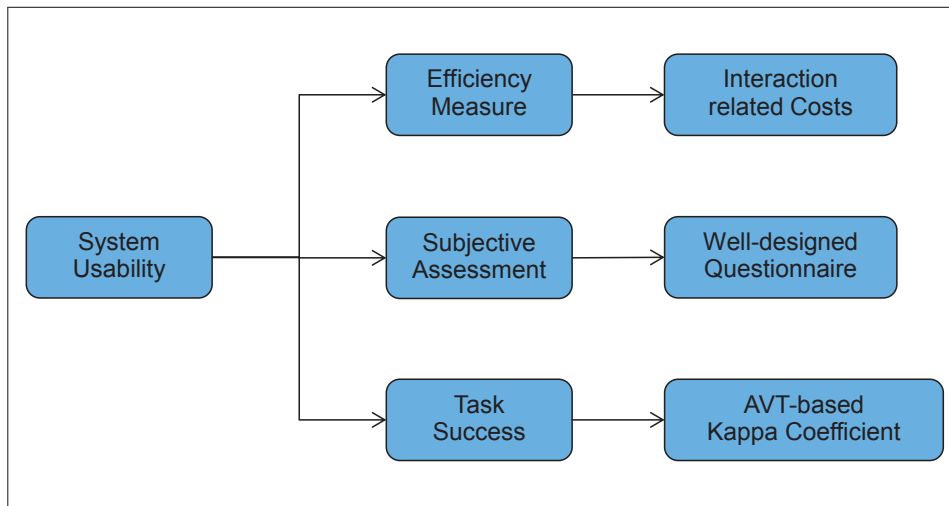 Efficiency
Measure
Interaction
related Costs
System
Usability
Subjective
Assessment
Well-designed
Questionnaire
Task
Success
AVT-based
Kappa Coefficient